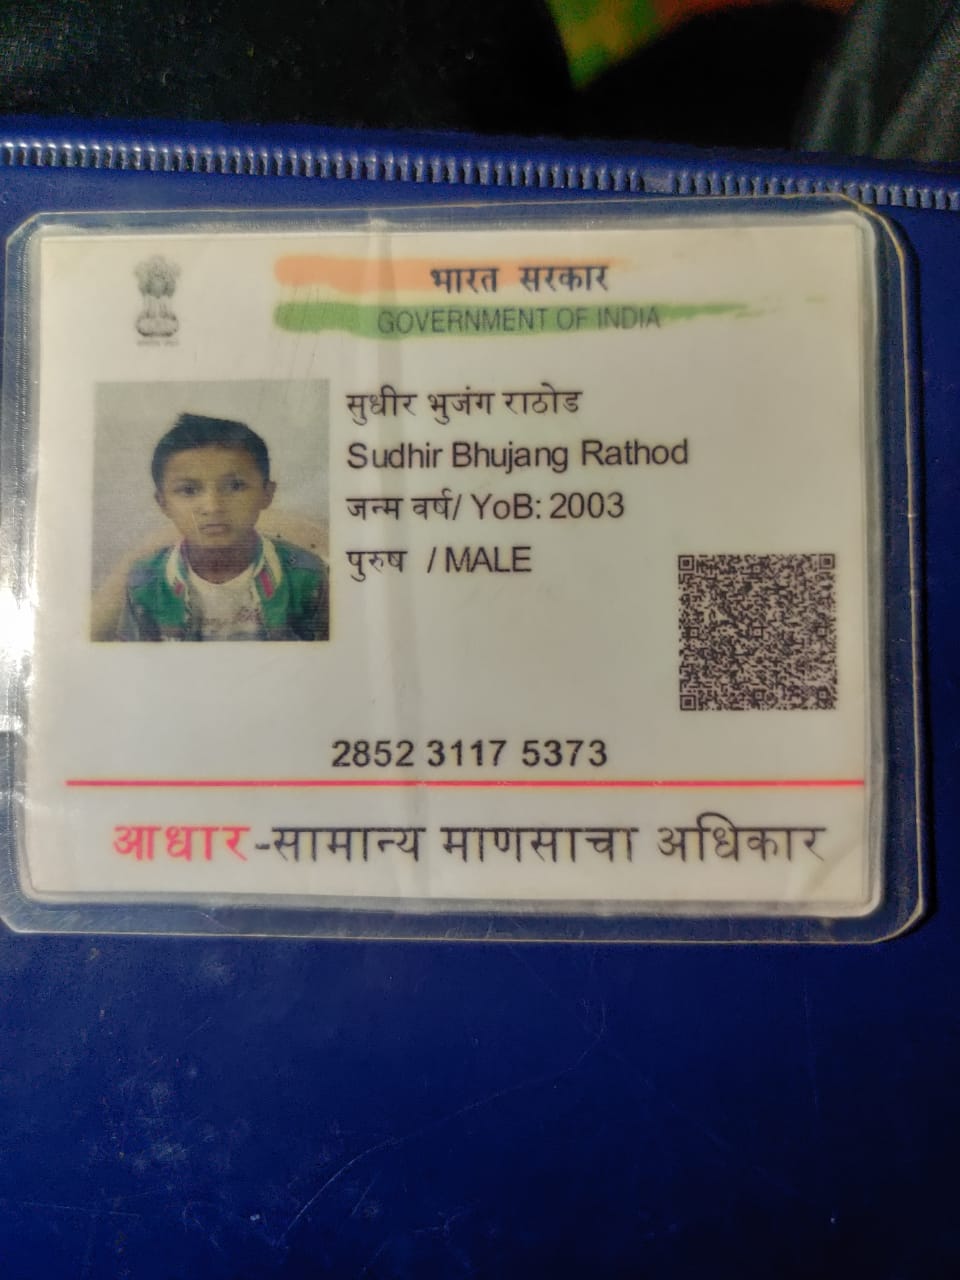 भारत सरकार
GOVERNMENT OF INDIA
सुधीर भुजंग राठोड
Sudhir Bhujang Rathod
जन्म वर्ष/ YoB: 2003
पुरुष / MALE
2852 3117 5373
आधार-सामान्य माणसाचा अधिकार